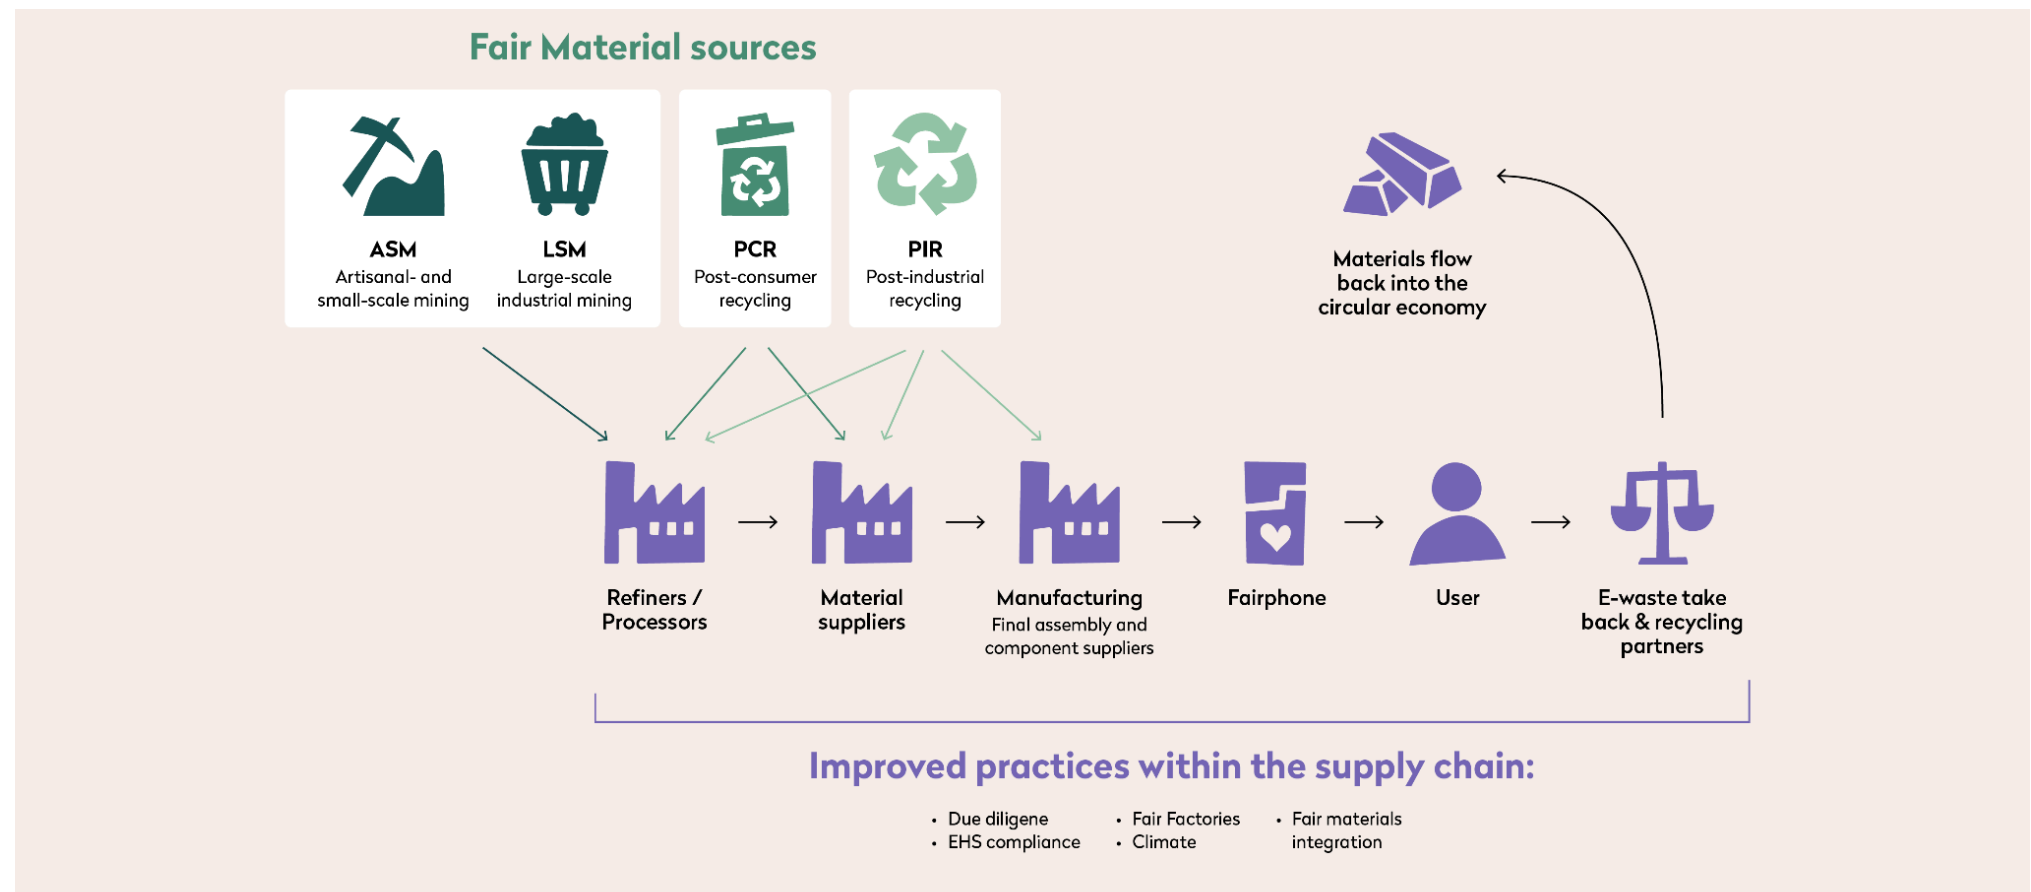 Fair Material sources
ASM
Artisanal- and
small-scale mining
LSM
Large-scale
industrial mining
PCR
Post-consumer
recycling
PIR
Post-industrial
recycling
Materials flow
back into the
circular economy
Refiners /
Processors
Material
suppliers
Manufacturing
Final assembly and
component suppliers
Fairphone
User
E-waste take
back & recycling
partners
Improved practices within the supply chain:
• Due diligene
• EHS compliance
• Fair Factories
• Climate
• Fair materials
integration